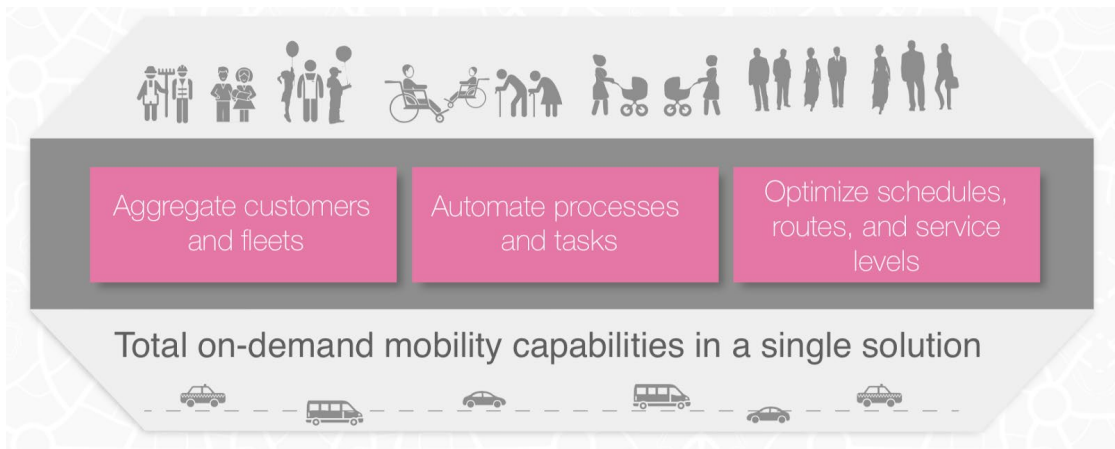 Aggregate customers
and fleets
Automate processes
and tasks
Optimize schedules,
routes, and service
levels
Total on-demand mobility capabilities in a single solution